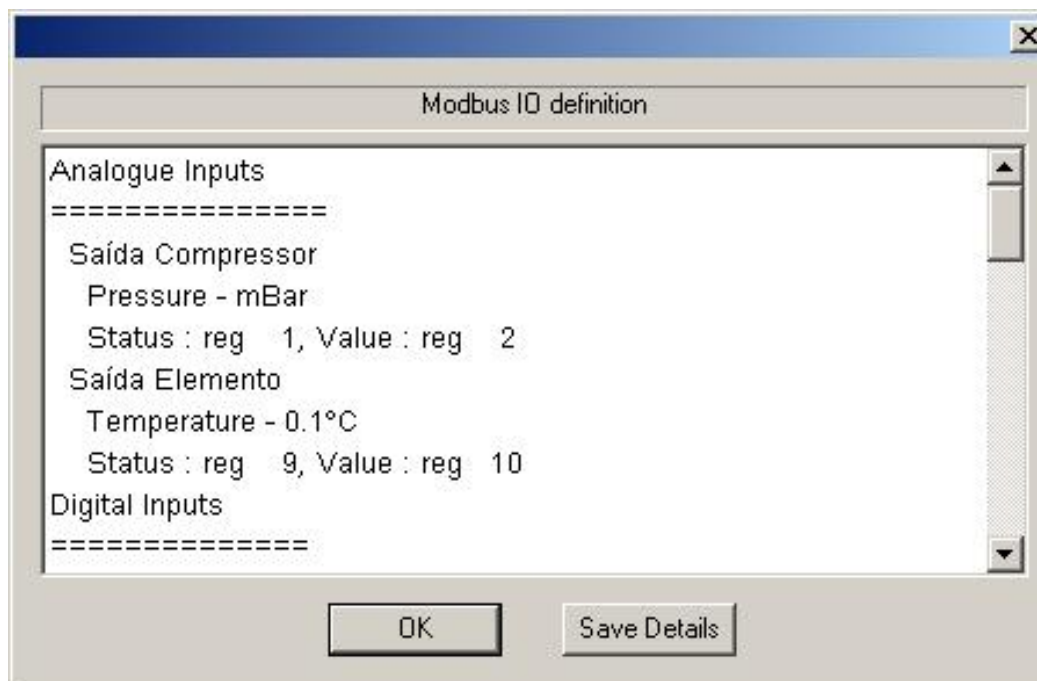 Modbus IO definition
Analogue Inputs
===============
Saída Compressor
Pressure - mBar
Status : reg 1, Value : reg 2
Saída Elemento
Temperature - 0.1°C
Status : reg 9, Value : reg 10
Digital Inputs
==============
OK
Save Details